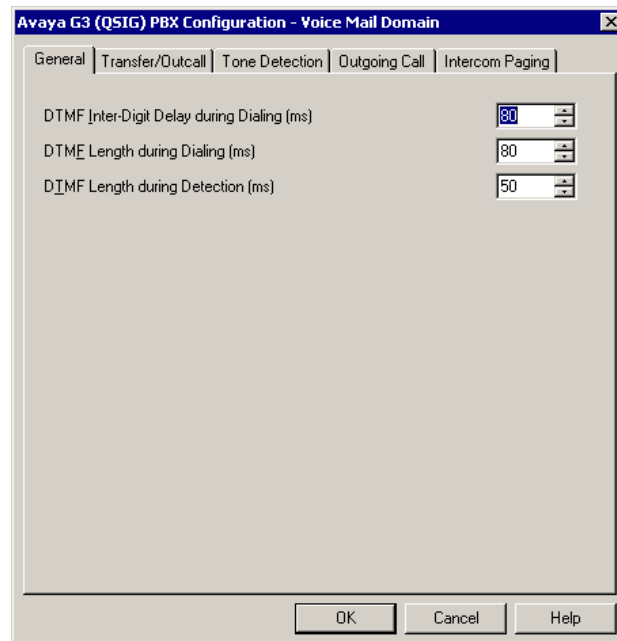 Avaya G3 (QSIG) PBX Configuration - Voice Mail Domain
General Transfer/Outcall Tone Detection Outgoing Call Intercom Paging
DTMF Inter-Digit Delay during Dialing (ms) 80
DTMF Length during Dialing (ms) 80
DTMF Length during Detection (ms) 50
OK Cancel Help